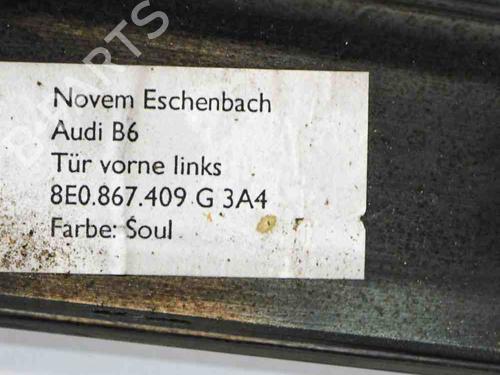 Novem Eschenbach
Audi B6
Tür vorne links
8E0.867.409 G 3A4
Farbe: Soul